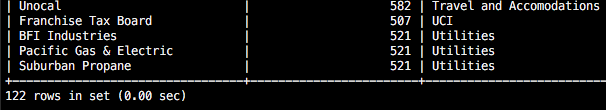 | Unocal | 582 | Travel and Accomodations
| Franchise Tax Board | 507 | UCI
| BFI Industries | 521 | Utilities
| Pacific Gas & Electric | 521 | Utilities
| Suburban Propane | 521 | Utilities
122 rows in set (0.00 sec)